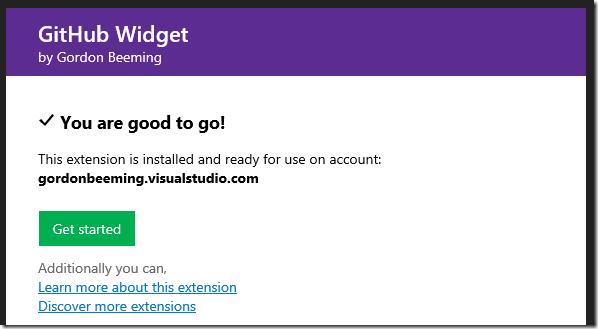 GitHub Widget
by Gordon Beeming
You are good to go!
This extension is installed and ready for use on account:
gordonbeeming.visualstudio.com
Get started
Additionally you can,
Learn more about this extension
Discover more extensions